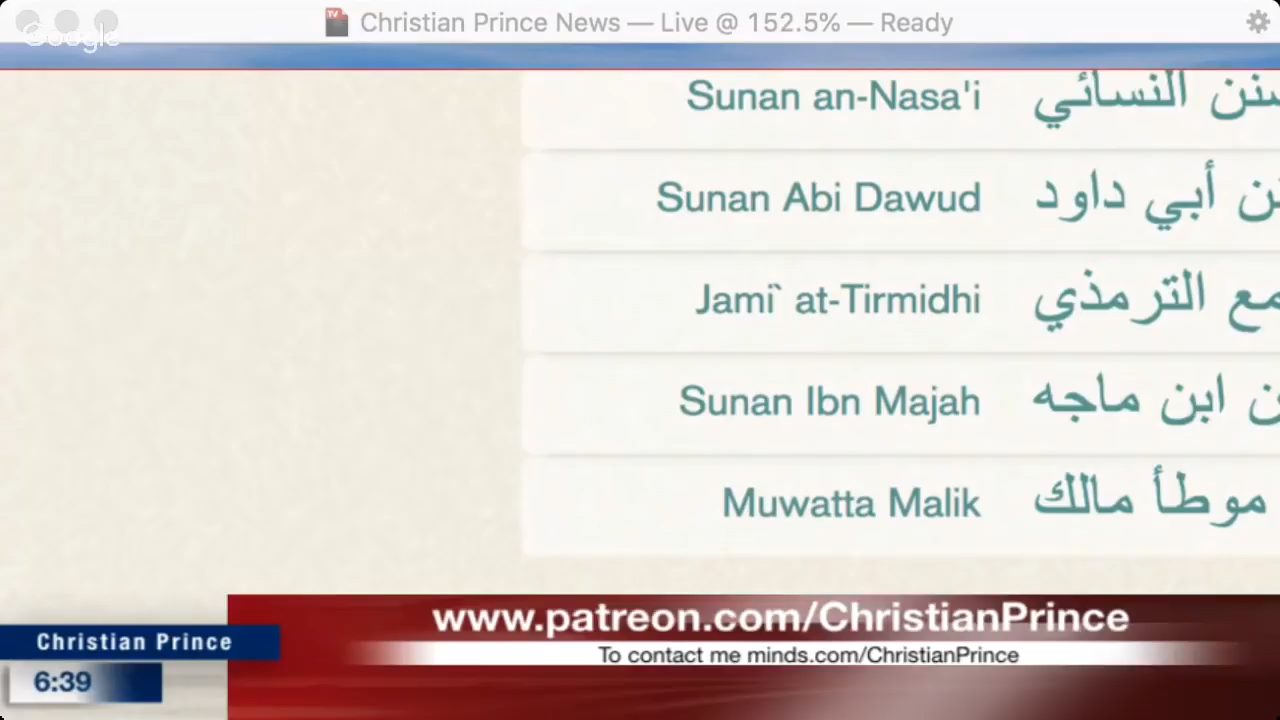 Christian Prince News — Live @ 152.5% — Ready
Google
Sunan an-Nasa'i سنن النسائي
Sunan Abi Dawud أبي داود
Jami` at-Tirmidhi الترمذي
Sunan Ibn Majah ابن ماجه
Muwatta Malik موطأ مالك
www.patreon.com/ChristianPrince
To contact me minds.com/ChristianPrince
Christian Prince
6:39